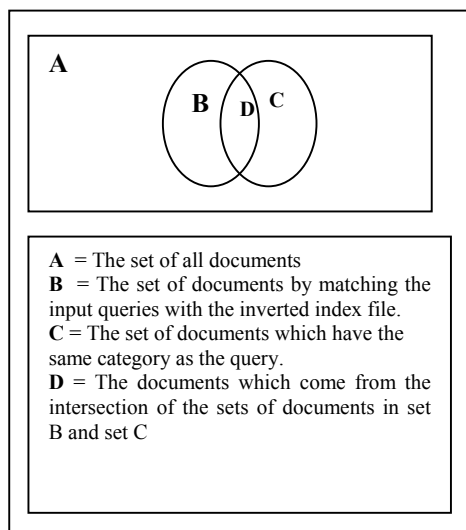 A
B
D
C
A = The set of all documents
B = The set of documents by matching the
input queries with the inverted index file.
C = The set of documents which have the
same category as the query.
D = The documents which come from the
intersection of the sets of documents in set
B and set C